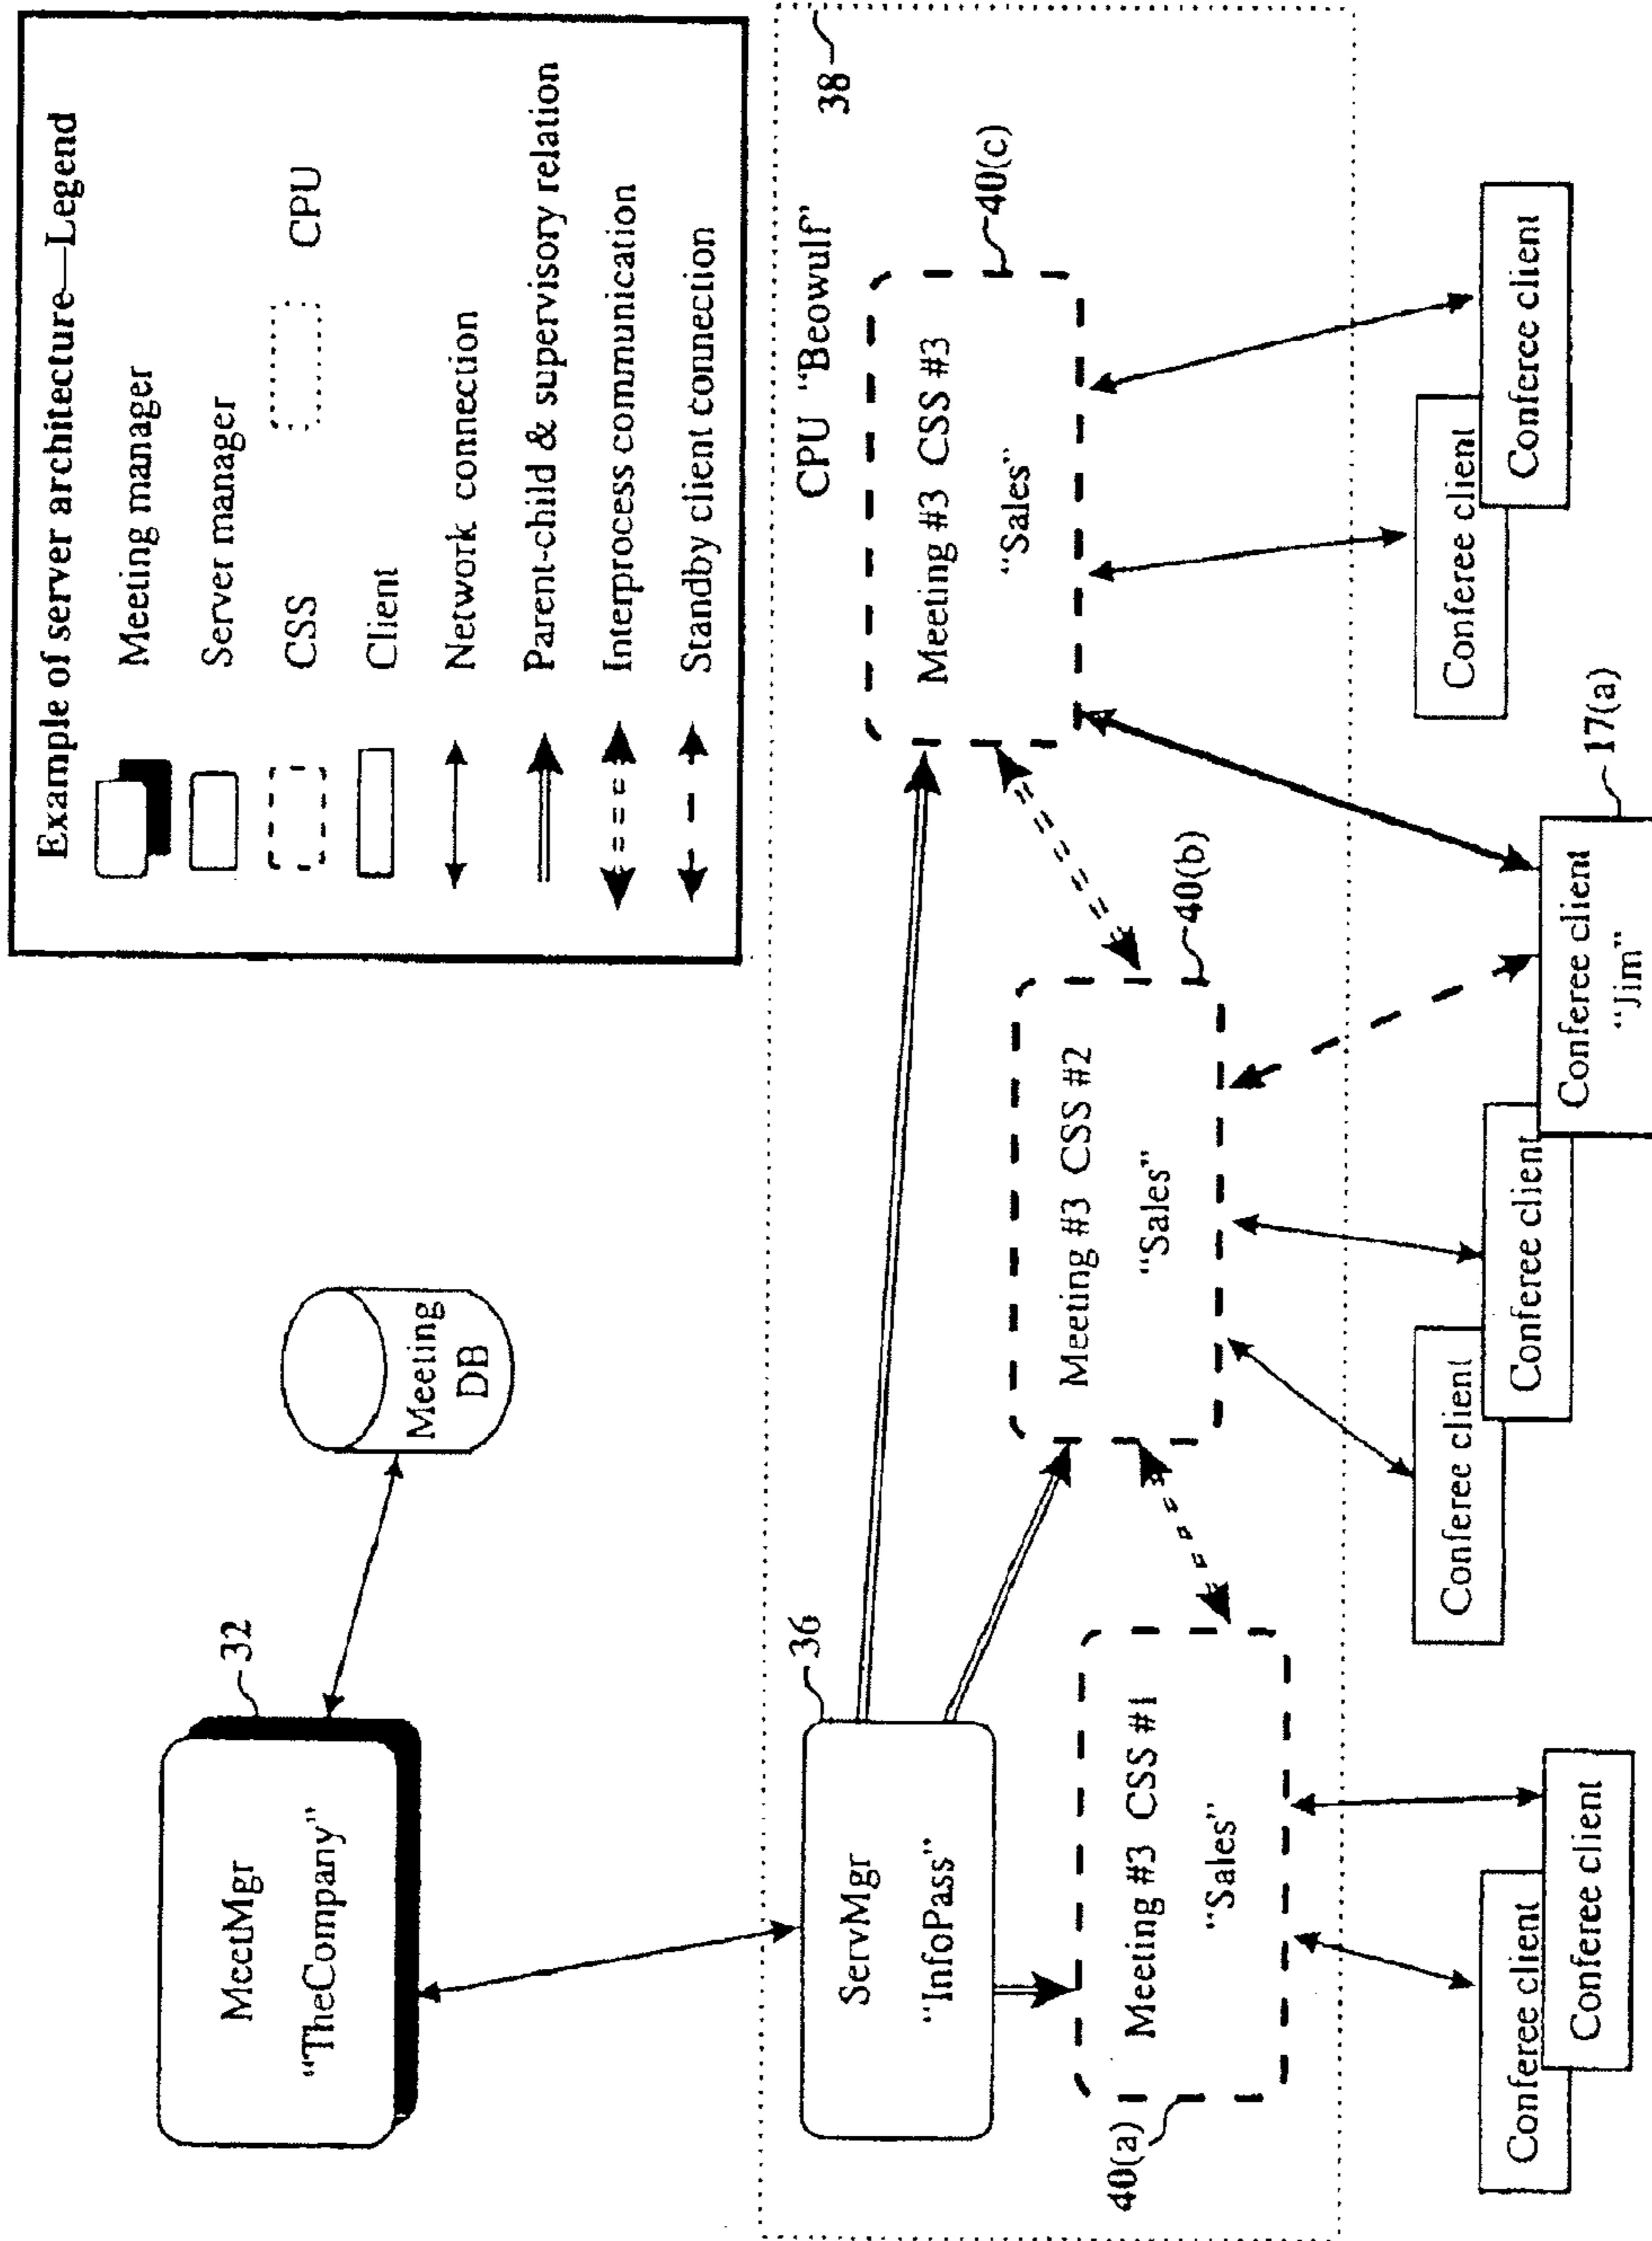 Example of server architecture—Legend
Meeting manager
Server manager
CSS
CPU
Client
Network connection
Parent-child & supervisory relation
Interprocess communication
Standby client connection
MeetMgr
"TheCompany"
32
Meeting
DB
38
CPU "Beowulf"
ServMgr
"InfoPass"
36
Meeting #3 CSS #3
"Sales"
40(c)
Meeting #3 CSS #2
"Sales"
40(b)
Meeting #3 CSS #1
"Sales"
40(a)
Conferee client
Conferee client
Conferee client
Conferee client
Conferee client
"Jim"
17(a)
Conferee client
Conferee client